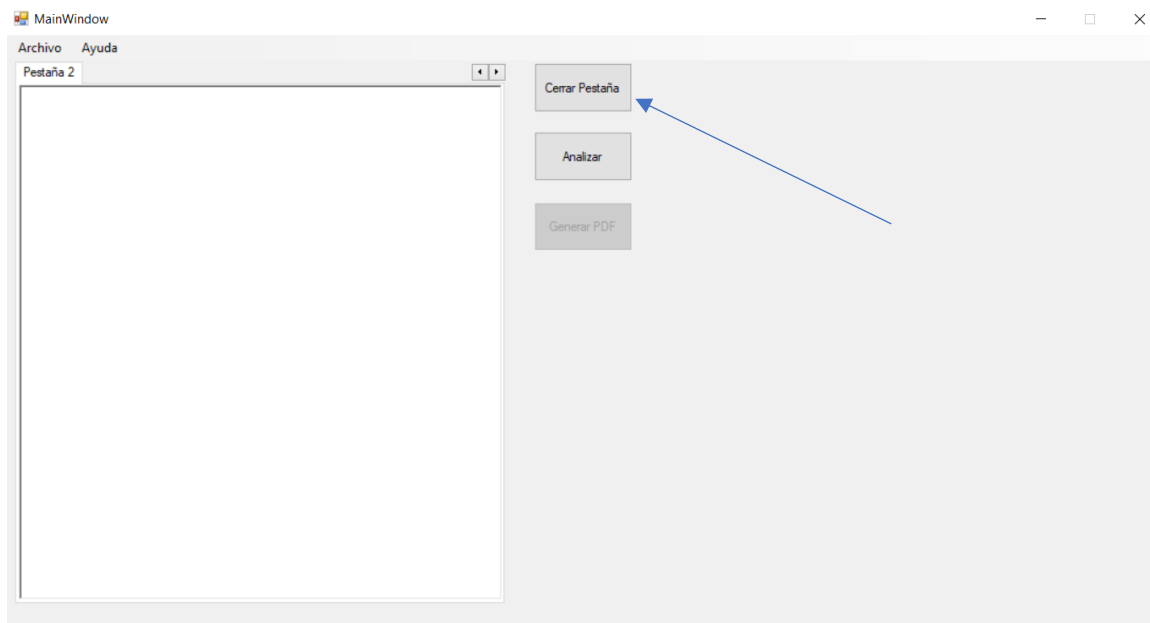 MainWindow
Archivo Ayuda
Pestaña 2
Cerrar Pestaña
Analizar
Generar PDF